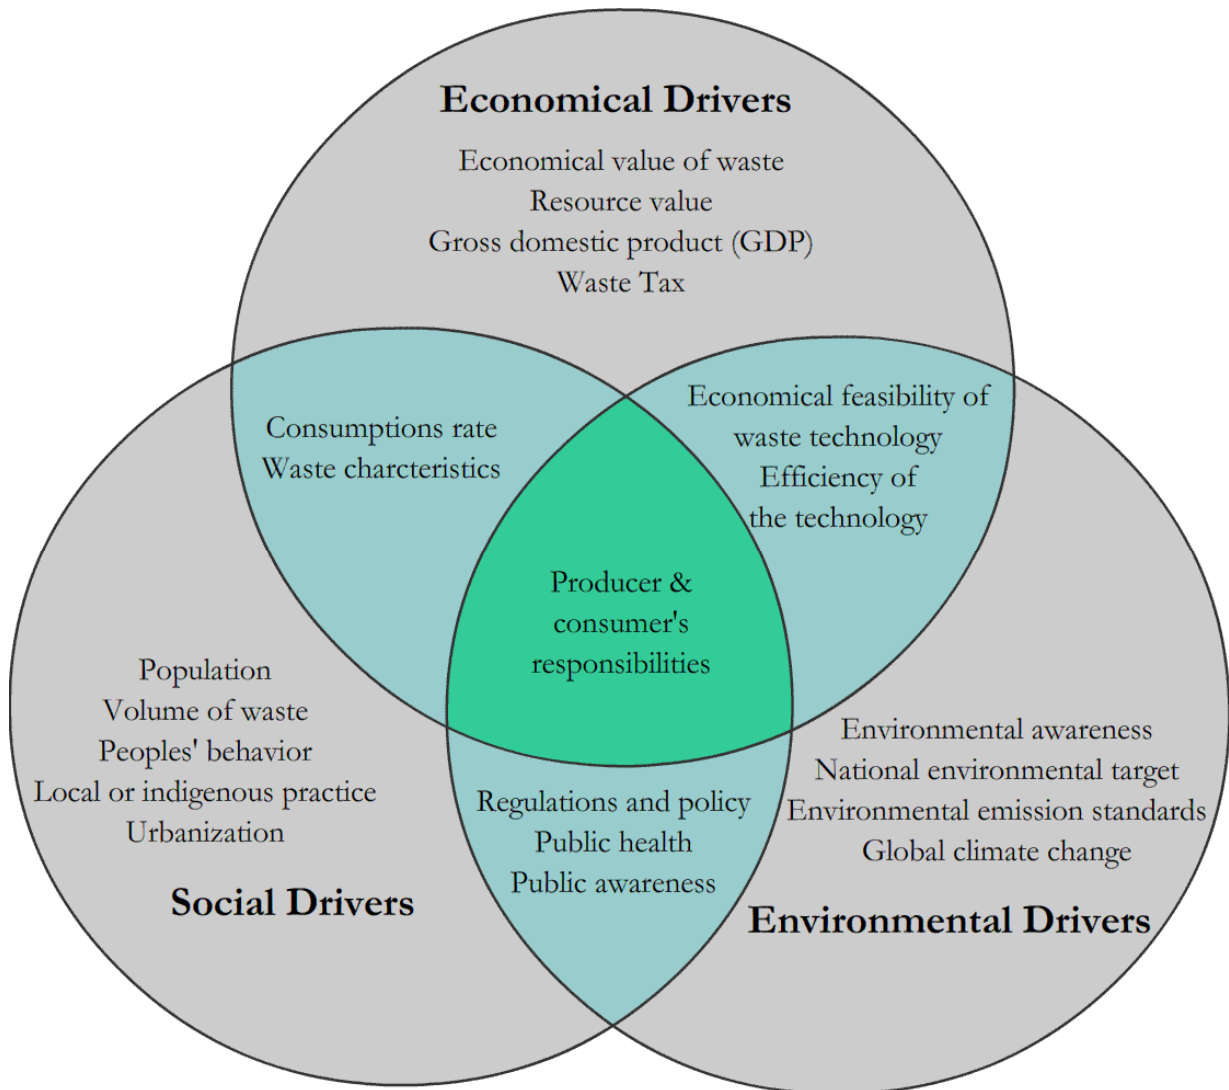 Economical Drivers
Economical value of waste
Resource value
Gross domestic product (GDP)
Waste Tax
Consumptions rate
Waste charcteristics
Economical feasibility of
waste technology
Efficiency of
the technology
Producer &
consumer's
responsibilities
Population
Volume of waste
Peoples' behavior
Local or indigenous practice
Urbanization
Social Drivers
Regulations and policy
Public health
Public awareness
Environmental awareness
National environmental target
Environmental emission standards
Global climate change
Environmental Drivers